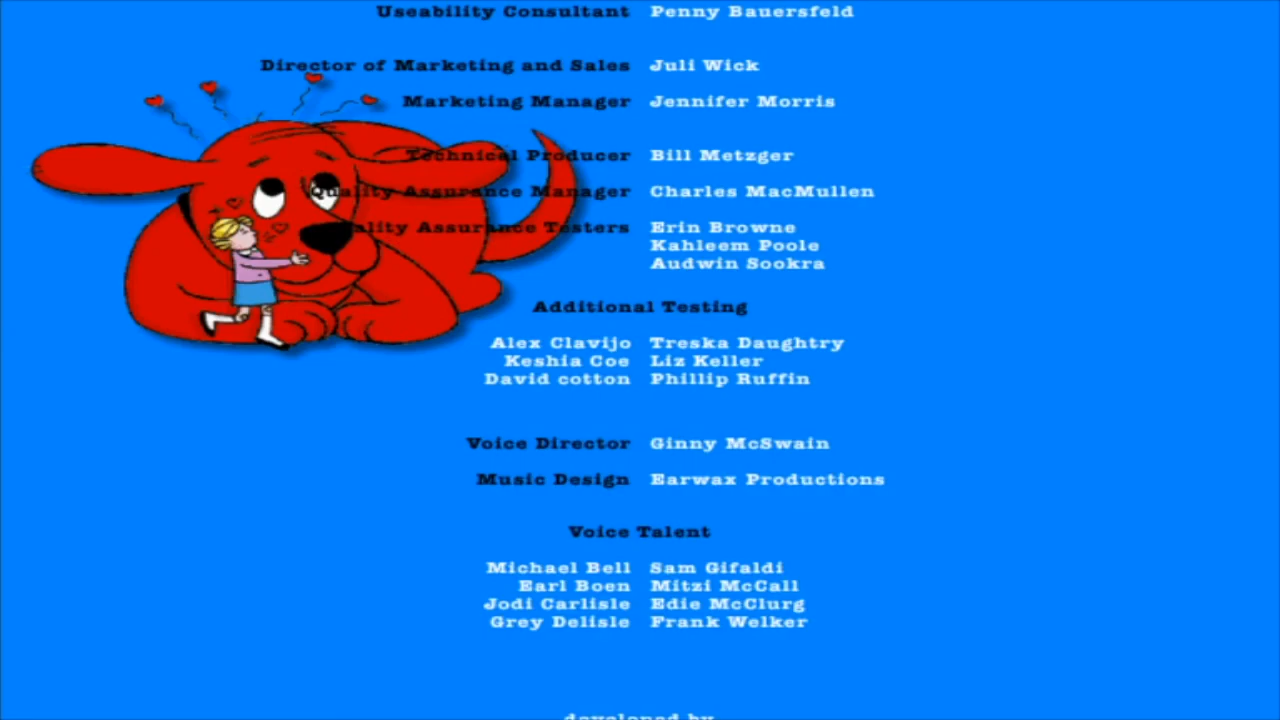 Useability Consultant Penny Bauersfeld
Director of Marketing and Sales Juli Wick
Marketing Manager Jennifer Morris
Technical Producer Bill Metzger
Quality Assurance Manager Charles MacMullen
Quality Assurance Testers Erin Browne
Kahleem Poole
Audwin Sookra
Additional Testing
Alex Clavijo Treska Daughtry
Keshia Coe Liz Keller
David cotton Phillip Ruffin
Voice Director Ginny McSwain
Music Design Earwax Productions
Voice Talent
Michael Bell Sam Gifaldi
Earl Boen Mitzi McCall
Jodi Carlisle Edie McClurg
Grey Delisle Frank Welker
developed by